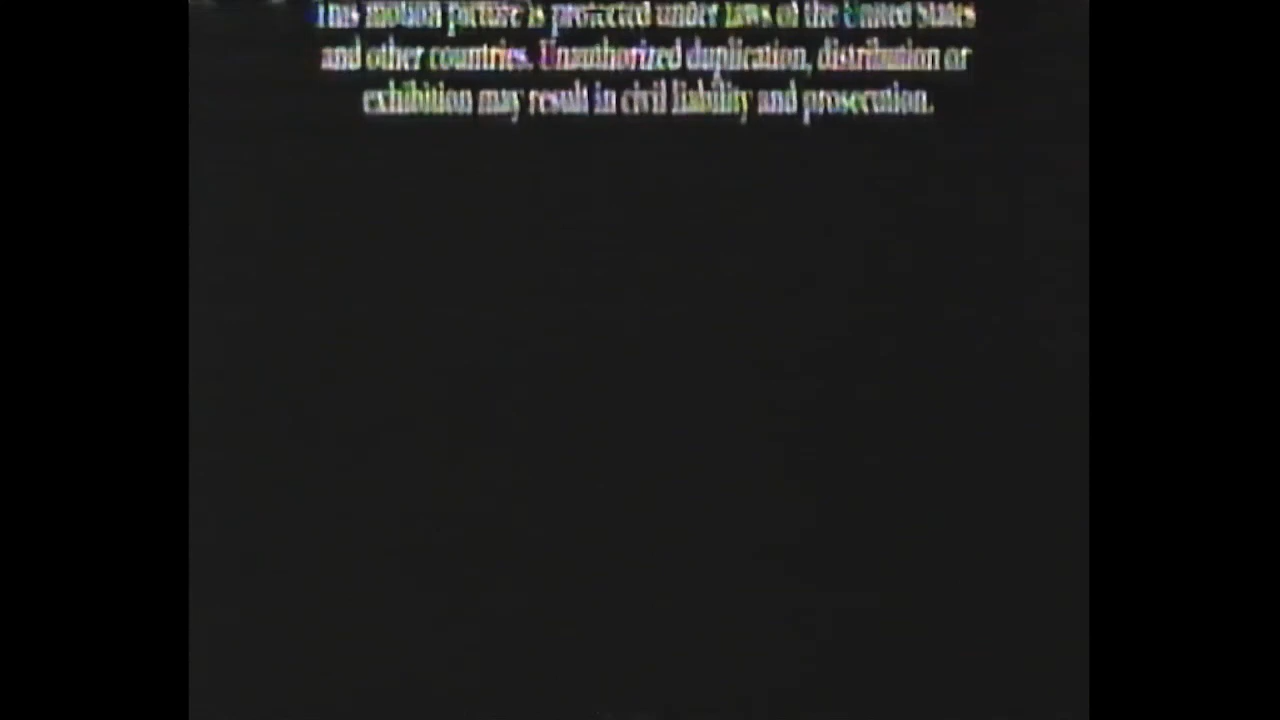 This motion picture is protected under laws of the United States
and other countries. Unauthorized duplication, distribution or
exhibition may result in civil liability and prosecution.